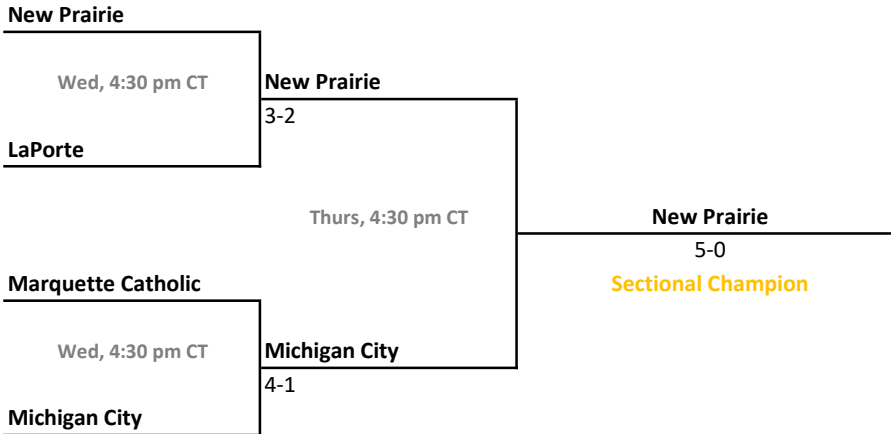 New Prairie
Wed, 4:30 pm CT
New Prairie
3-2
LaPorte
Thurs, 4:30 pm CT
New Prairie
5-0
Marquette Catholic
Sectional Champion
Wed, 4:30 pm CT
Michigan City
4-1
Michigan City